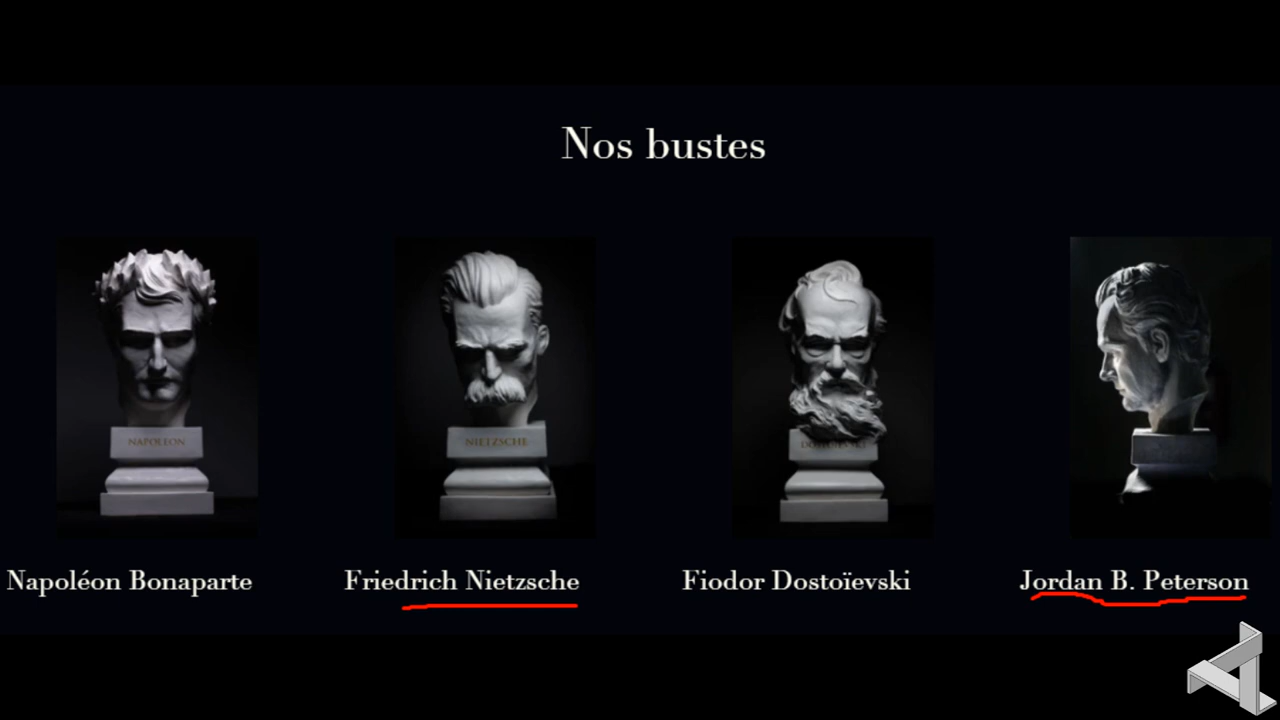 Nos bustes
NAPOLEON
NIETZSCHE
Napoléon Bonaparte
Friedrich Nietzsche
Fiodor Dostoïevski
Jordan B. Peterson